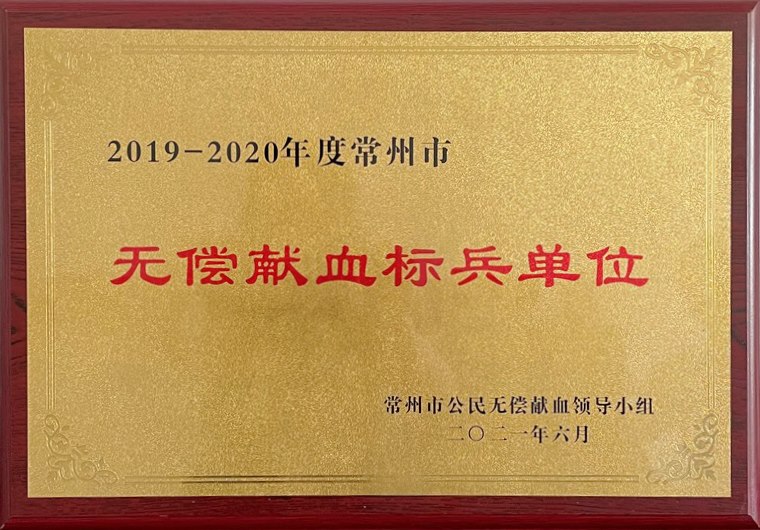 2019-2020年度常州市
无偿献血标兵单位
常州市公民无偿献血领导小组
二〇二一年六月